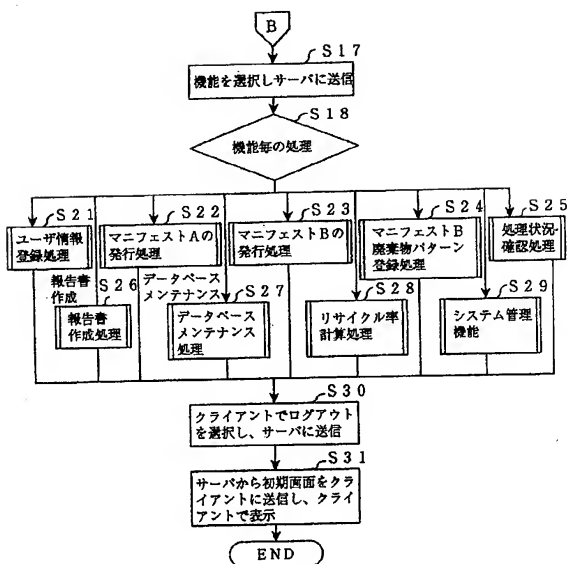 B
S17
機能を選択しサーバに送信
S18
機能毎の処理
S21
ユーザ情報
登録処理
S22
マニフェストAの
発行処理
S23
マニフェストBの
発行処理
S24
マニフェストB
廃棄物パターン
登録処理
S25
処理状況・
確認処理
報告書
作成
S26
報告書
作成処理
データベース
メンテナンス
S27
データベース
メンテナンス
処理
S28
リサイクル率
計算処理
S29
システム管理
機能
S30
クライアントでログアウト
を選択し、サーバに送信
S31
サーバから初期画面をクラ
イアントに送信し、クライ
アントで表示
END